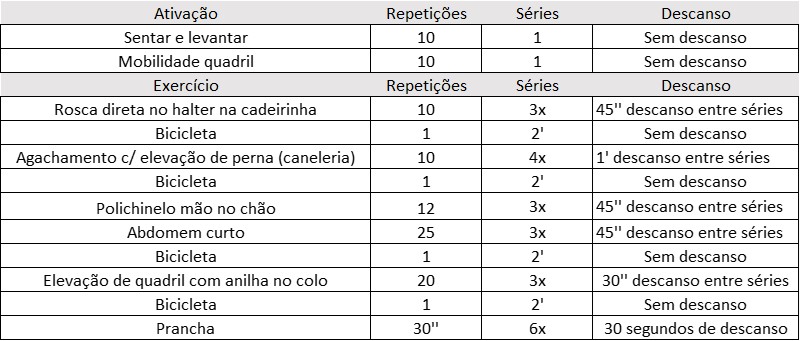 Ativação Repetições Séries Descanso
Sentar e levantar 10 1 Sem descanso
Mobilidade quadril 10 1 Sem descanso
Exercício Repetições Séries Descanso
Rosca direta no halter na cadeirinha 10 3x 45'' descanso entre séries
Bicicleta 1 2' Sem descanso
Agachamento c/ elevação de perna (caneleria) 10 4x 1' descanso entre séries
Bicicleta 1 2' Sem descanso
Polichinelo mão no chão 12 3x 45'' descanso entre séries
Abdomem curto 25 3x 45'' descanso entre séries
Bicicleta 1 2' Sem descanso
Elevação de quadril com anilha no colo 20 3x 30'' descanso entre séries
Bicicleta 1 2' Sem descanso
Prancha 30'' 6x 30 segundos de descanso